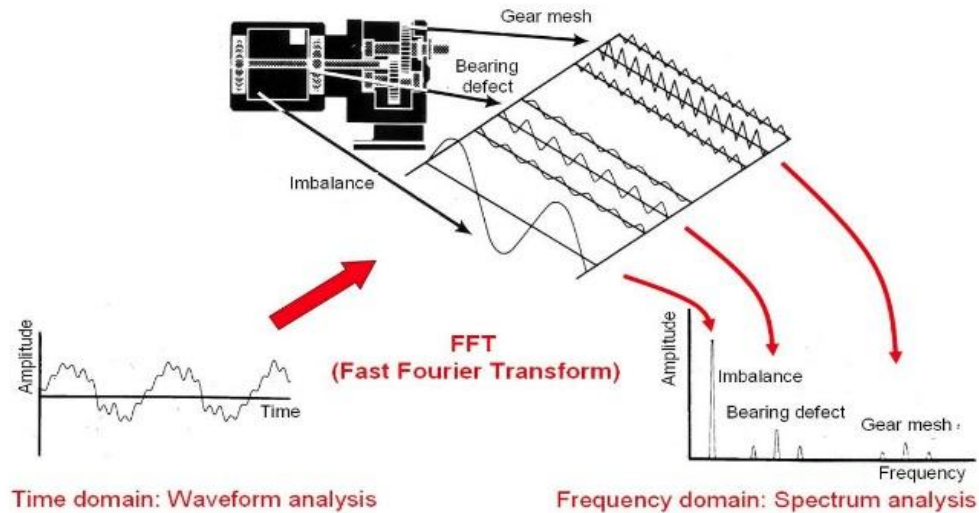 Gear mesh
Bearing
defect
Imbalance
Amplitude
Time
FFT
(Fast Fourier Transform)
Amplitude
Imbalance
Bearing defect
Gear mesh
Frequency
Time domain: Waveform analysis
Frequency domain: Spectrum analysis